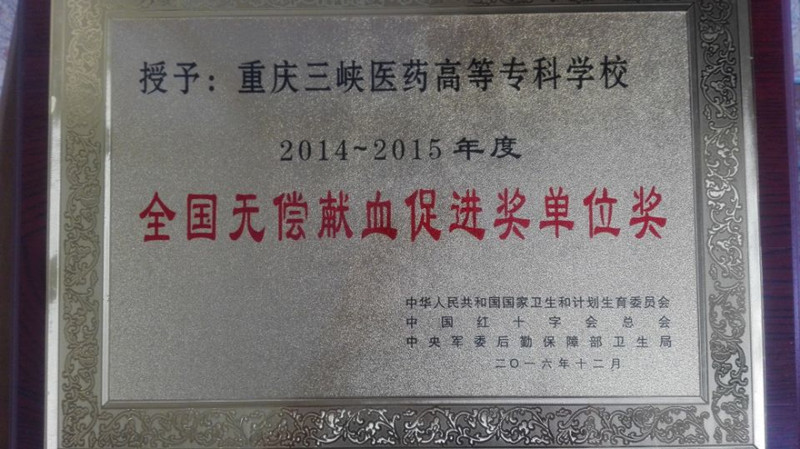 授予：重庆三峡医药高等专科学校
2014~2015年度
全国无偿献血促进奖单位奖
中华人民共和国国家卫生和计划生育委员会
中国红十字会总会
中央军委后勤保障部卫生局
二〇一六年十二月